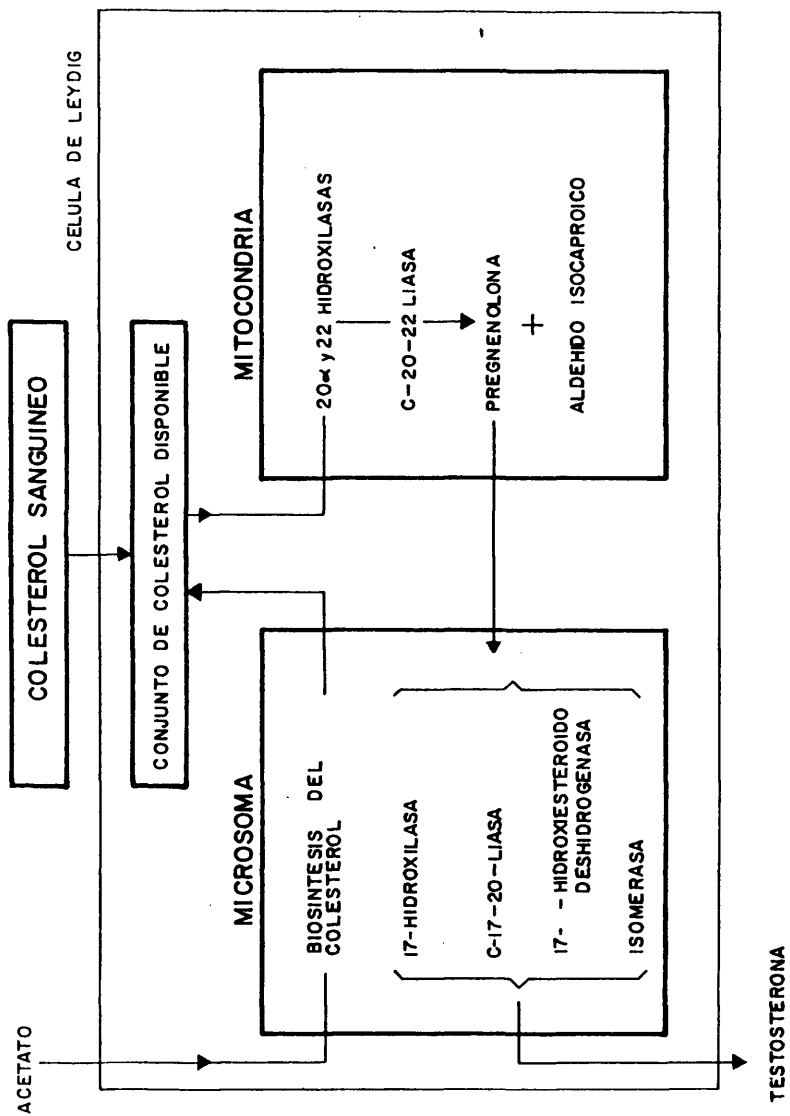 ACETATO
COLESTEROL SANGUINEO
CELULA DE LEYDIG
CONJUNTO DE COLESTEROL DISPONIBLE
MICROSOMA
BIOSINTESIS DEL
COLESTEROL
17-HIDROXILASA
C-17-20-LIASA
17- -HIDROXIESTEROIDO
DESHIDROGENASA
ISOMERASA
MITOCONDRIA
20α y 22 HIDROXILASAS
C-20-22 LIASA
PREGNENOLONA
+
ALDEHIDO ISOCAPROICO
TESTOSTERONA